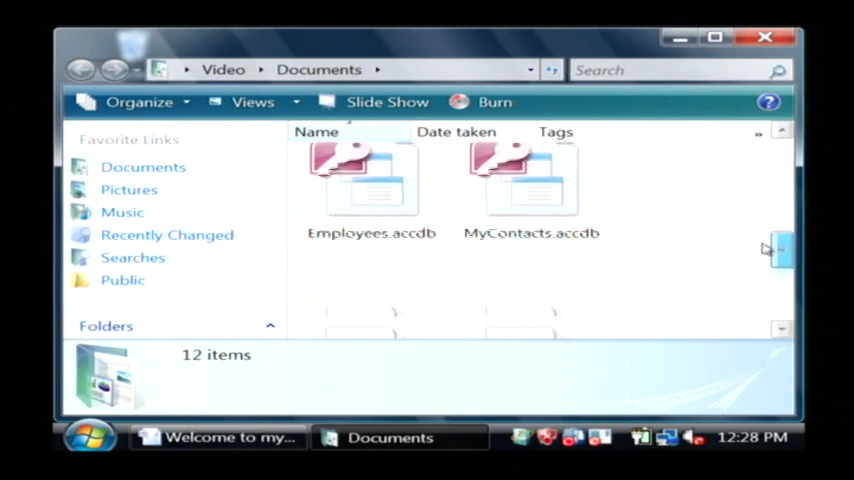 Video Documents Search
Organize Views Slide Show Burn ?
Favorite Links Name Date taken Tags »
Documents
Pictures
Music
Recently Changed
Searches
Public
Employees.accdb MyContacts.accdb
Folders
12 items
Welcome to my... Documents 12:28 PM